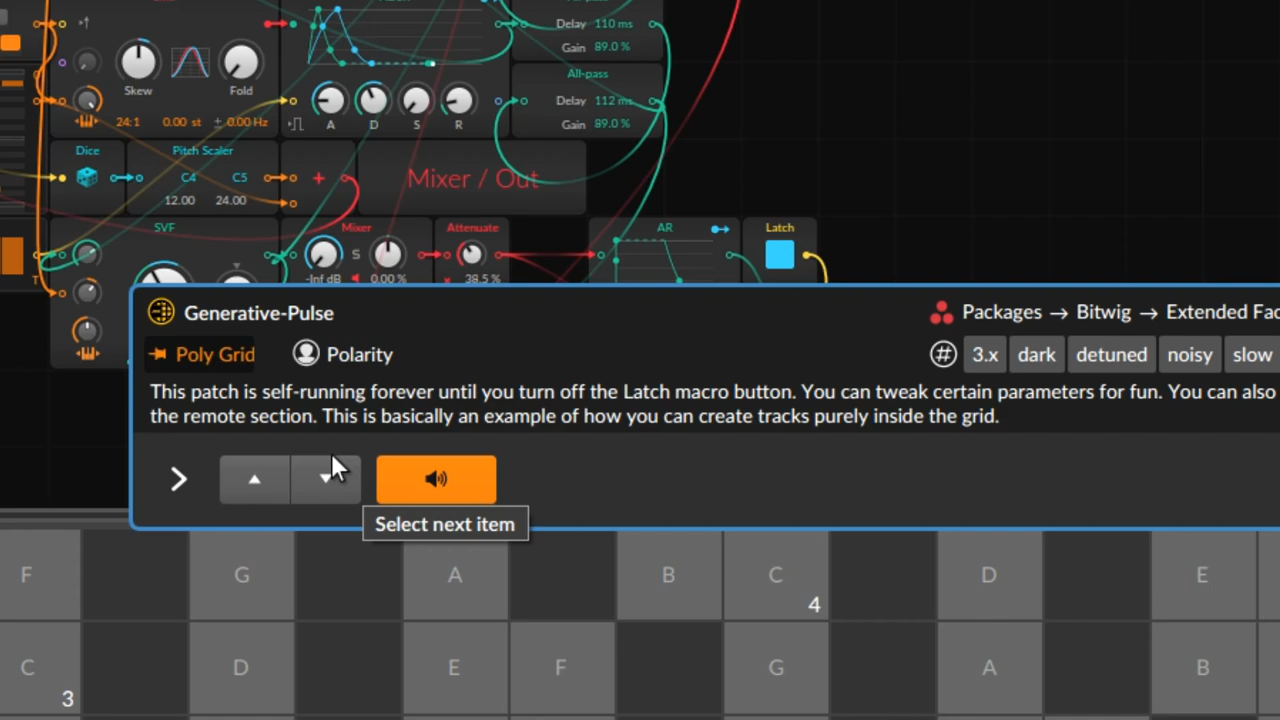 All-pass
Delay 110 ms
Gain 89.0 %
All-pass
Delay 112 ms
Gain 89.0 %
Skew
Fold
24:1 0.00 st ± 0.00 Hz
A D S R
Dice
Pitch Scaler
C4 C5
12.00 24.00
+
Mixer / Out
SVF
Mixer
S
-Inf dB 0.00 %
Attenuate
× 38.5 %
AR
Latch
T
Generative-Pulse
Packages → Bitwig → Extended Fac
Poly Grid
Polarity
# 3.x dark detuned noisy slow
This patch is self-running forever until you turn off the Latch macro button. You can tweak certain parameters for fun. You can also
the remote section. This is basically an example of how you can create tracks purely inside the grid.
Select next item
F G A B C 4 D E
C 3 D E F G A B